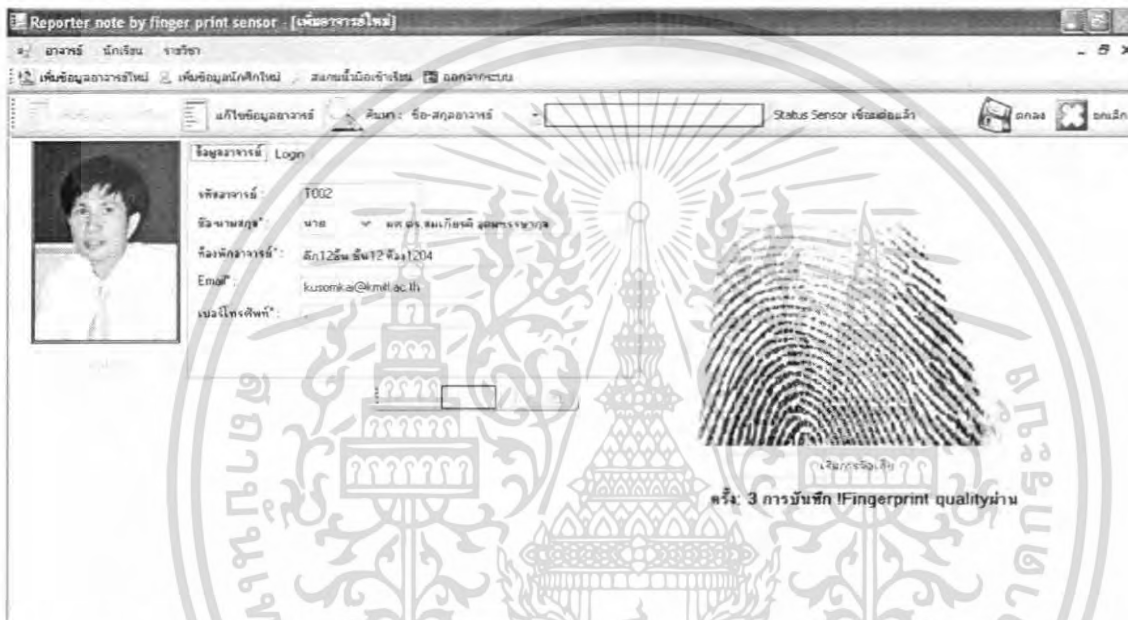 Reporter note by finger print sensor - [เพิ่มอาจารย์ใหม่]
อาจารย์ นักเรียน รายวิชา
เพิ่มข้อมูลอาจารย์ใหม่ เพิ่มข้อมูลนักศึกใหม่ สแกนนิ้วมือเข้าเรียน ออกจากระบบ
แก้ไขข้อมูลอาจารย์ ค้นหา : ชื่อ-สกุลอาจารย์ Status Sensor เชื่อมต่อแล้ว ตกลง ยกเลิก
ข้อมูลอาจารย์ Login
รหัสอาจารย์ : T002
ชื่อ-นามสกุล* : นาย ผศ.ดร.สมเกียรติ
ห้องพักอาจารย์* : ตึก12ชั้น ชั้น12 ห้อง1204
Email* : kusomkai@kmitl.ac.th
เบอร์โทรศัพท์* : -
ครั้ง: 3 การบันทึก !Fingerprint qualityผ่าน